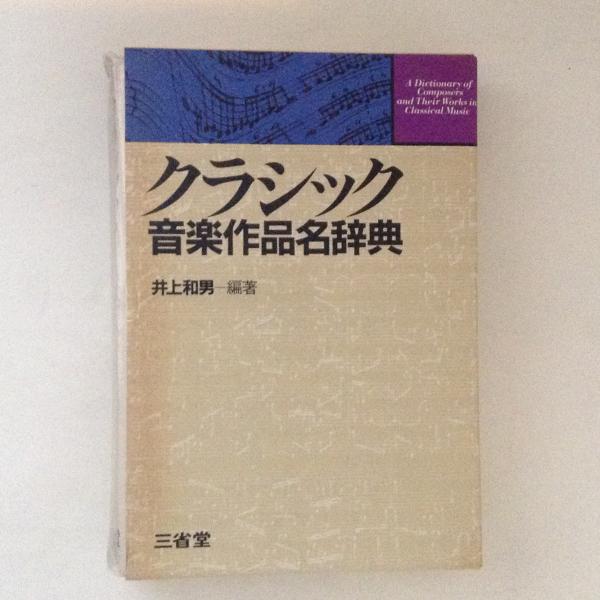 A Dictionary of
Composers
and Their Works in
Classical Music
クラシック
音楽作品名辞典
井上和男—編著
三省堂